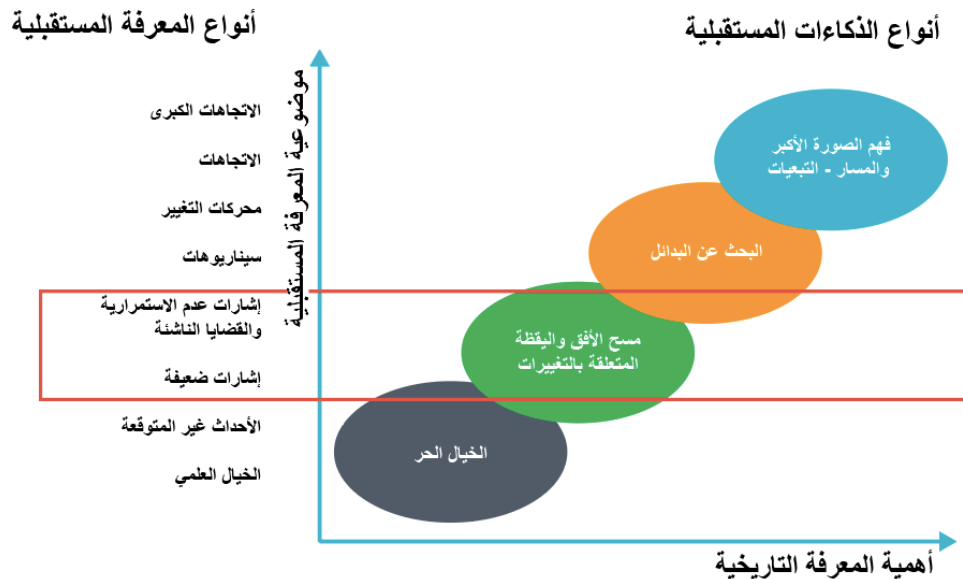 أنواع الذكاءات المستقبلية
أنواع المعرفة المستقبلية
موضوعية المعرفة المستقبلية
الاتجاهات الكبرى
الاتجاهات
محركات التغيير
سيناريوهات
إشارات عدم الاستمرارية
والقضايا الناشئة
إشارات ضعيفة
الأحداث غير المتوقعة
الخيال العلمي
فهم الصورة الأكبر
والمسار - التبعيات
البحث عن البدائل
مسح الأفق واليقظة
المتعلقة بالتغييرات
الخيال الحر
أهمية المعرفة التاريخية